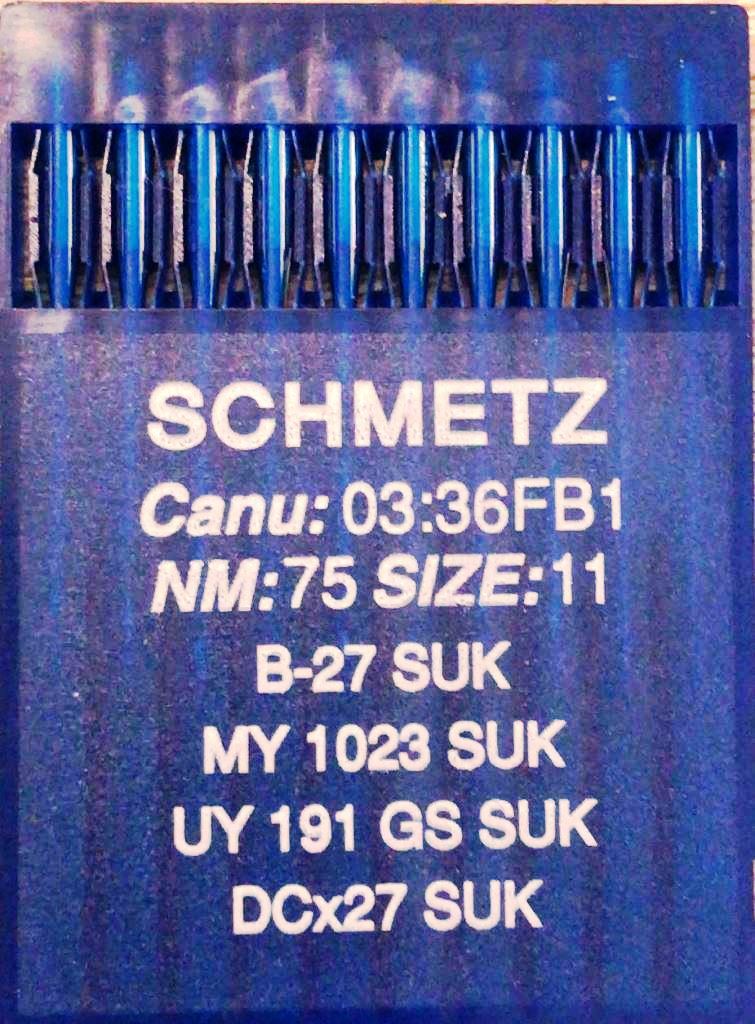 SCHMETZ
Canu: 03:36FB1
NM:75 SIZE:11
B-27 SUK
MY 1023 SUK
UY 191 GS SUK
DCx27 SUK